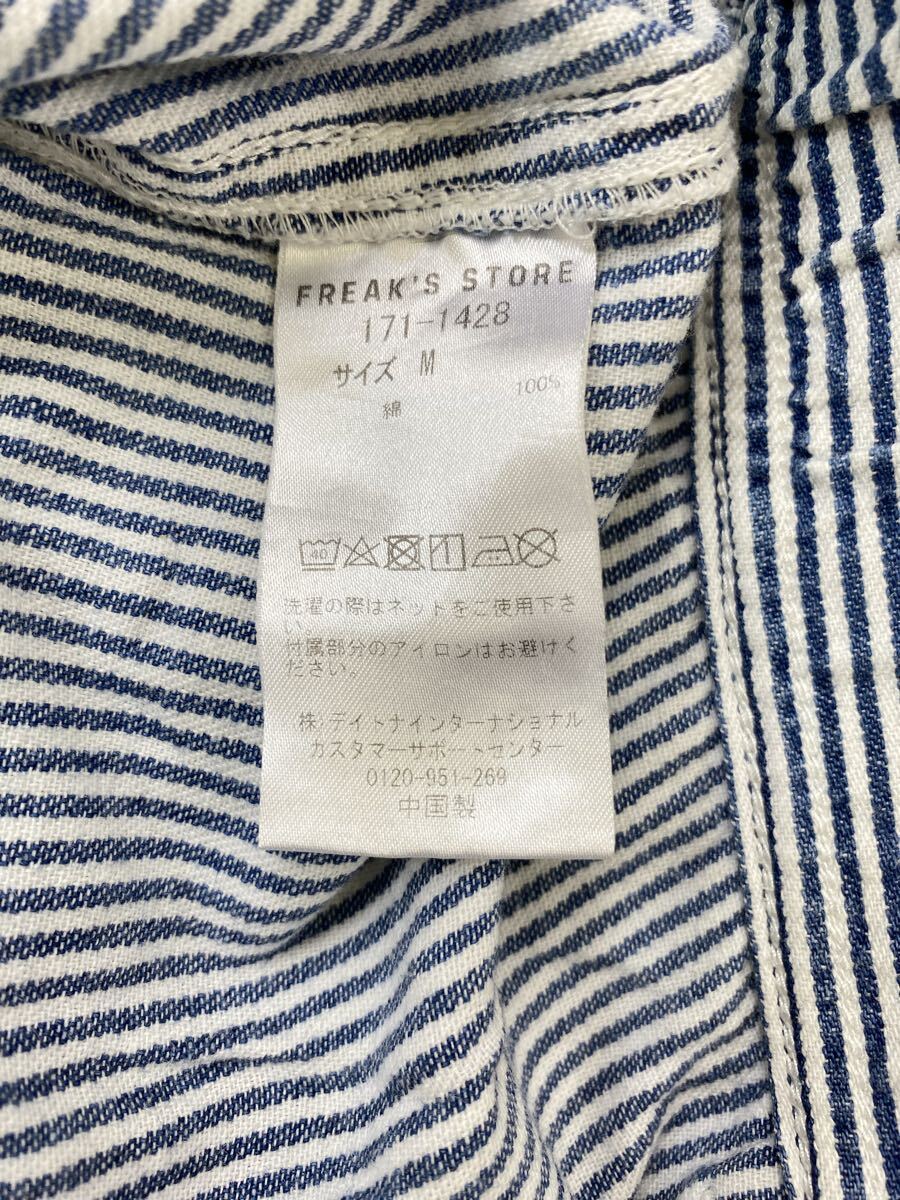 FREAK'S STORE
171-1428
サイズ M
綿 100%
40
洗濯の際はネットをご使用下さ
い。
付属部分のアイロンはお避けく
ださい。
株)デイトナインターナショナル
カスタマーサポートセンター
0120-951-269
中国製